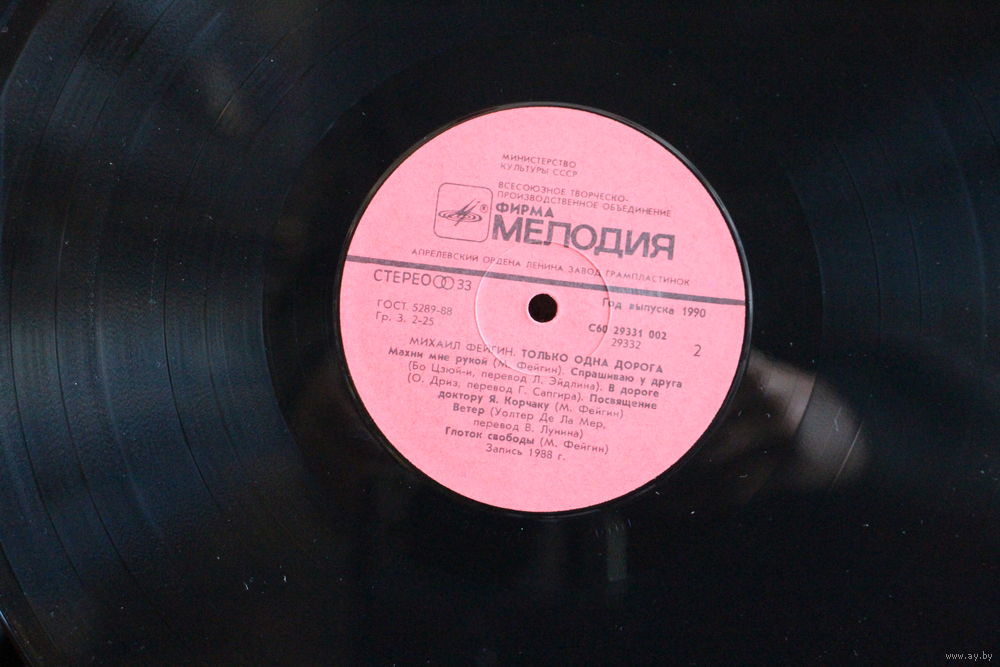 МИНИСТЕРСТВО
КУЛЬТУРЫ СССР
ВСЕСОЮЗНОЕ ТВОРЧЕСКО-
ПРОИЗВОДСТВЕННОЕ ОБЪЕДИНЕНИЕ
ФИРМА
®
МЕЛОДИЯ
АПРЕЛЕВСКИЙ ОРДЕНА ЛЕНИНА ЗАВОД ГРАМПЛАСТИНОК
СТЕРЕО 33
Год выпуска 1990
ГОСТ 5289-88
Гр. 3. 2-25
С60 29331 002
29332
2
МИХАИЛ ФЕЙГИН. ТОЛЬКО ОДНА ДОРОГА
Махни мне рукой (М. Фейгин). Спрашиваю у друга
(Бо Цзюй-и, перевод Л. Эйдлина). В дороге
(О. Дриз, перевод Г. Сапгира). Посвящение
доктору Я. Корчаку (М. Фейгин)
Ветер (Уолтер Де Ла Мер,
перевод В. Лунина)
Глоток свободы (М. Фейгин)
Запись 1988 г.
www.ay.by